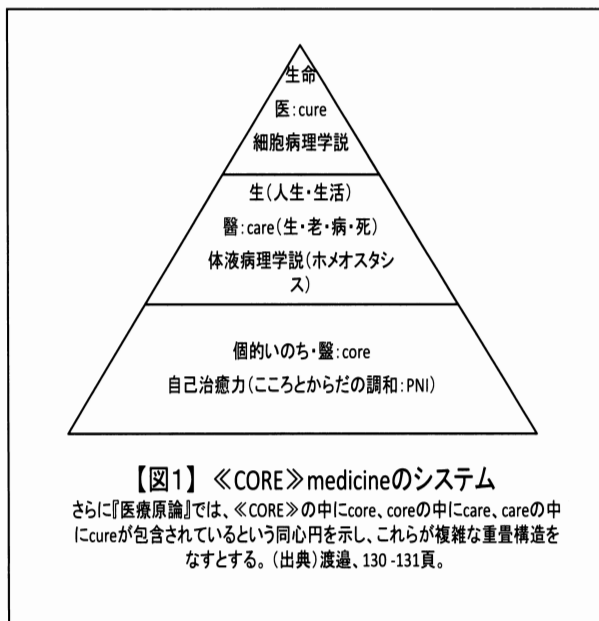 生命
医:cure
細胞病理学説
生(人生・生活)
醫:care(生・老・病・死)
体液病理学説(ホメオスタシ
ス)
個的いのち・毉:core
自己治癒力(こころとからだの調和:PNI)
【図1】 ≪CORE≫medicineのシステム
さらに『医療原論』では、≪CORE≫の中にcore、coreの中にcare、careの中
にcureが包含されているという同心円を示し、これらが複雑な重畳構造を
なすとする。(出典)渡邉、130 -131頁。